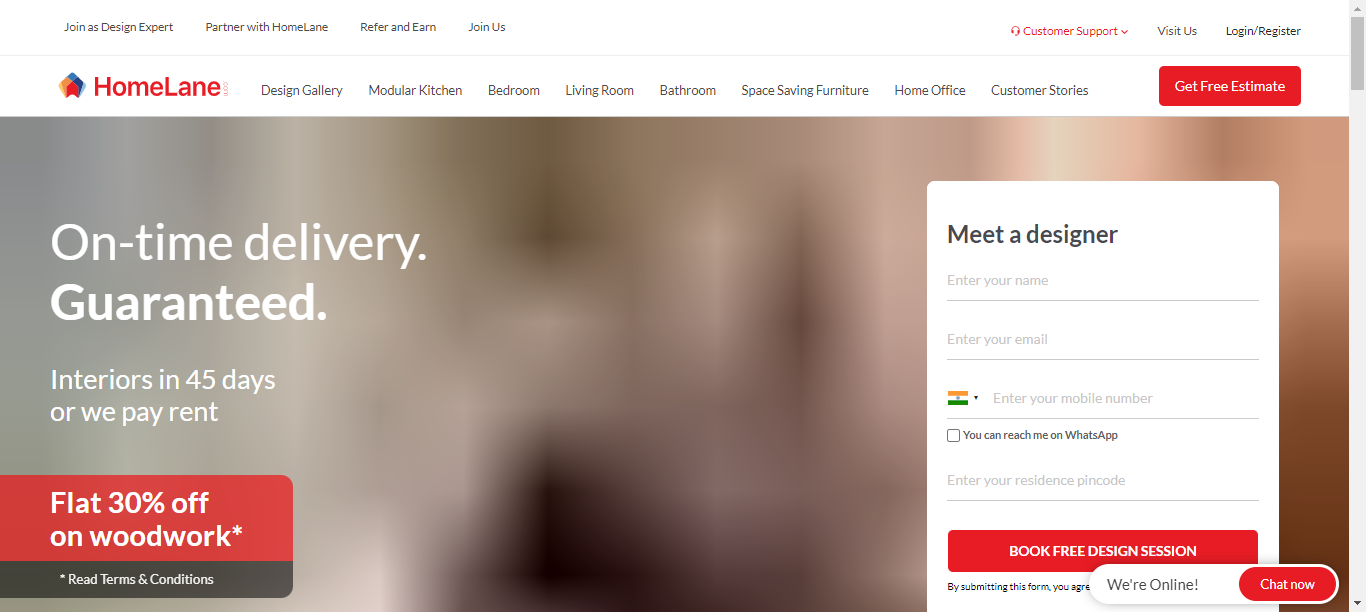 Join as Design Expert
Partner with HomeLane
Refer and Earn
Join Us
Customer Support
Visit Us
Login/Register
HomeLane
Design Gallery
Modular Kitchen
Bedroom
Living Room
Bathroom
Space Saving Furniture
Home Office
Customer Stories
Get Free Estimate
On-time delivery.
Guaranteed.
Interiors in 45 days
or we pay rent
Flat 30% off
on woodwork*
* Read Terms & Conditions
Meet a designer
Enter your name
Enter your email
Enter your mobile number
You can reach me on WhatsApp
Enter your residence pincode
BOOK FREE DESIGN SESSION
By submitting this form, you agre
We're Online!
Chat now